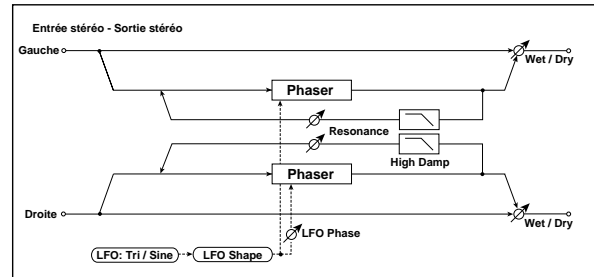 Entrée stéréo - Sortie stéréo
Gauche
Wet / Dry
Phaser
Resonance
High Damp
Phaser
Droite
Wet / Dry
LFO Phase
LFO: Tri / Sine
LFO Shape